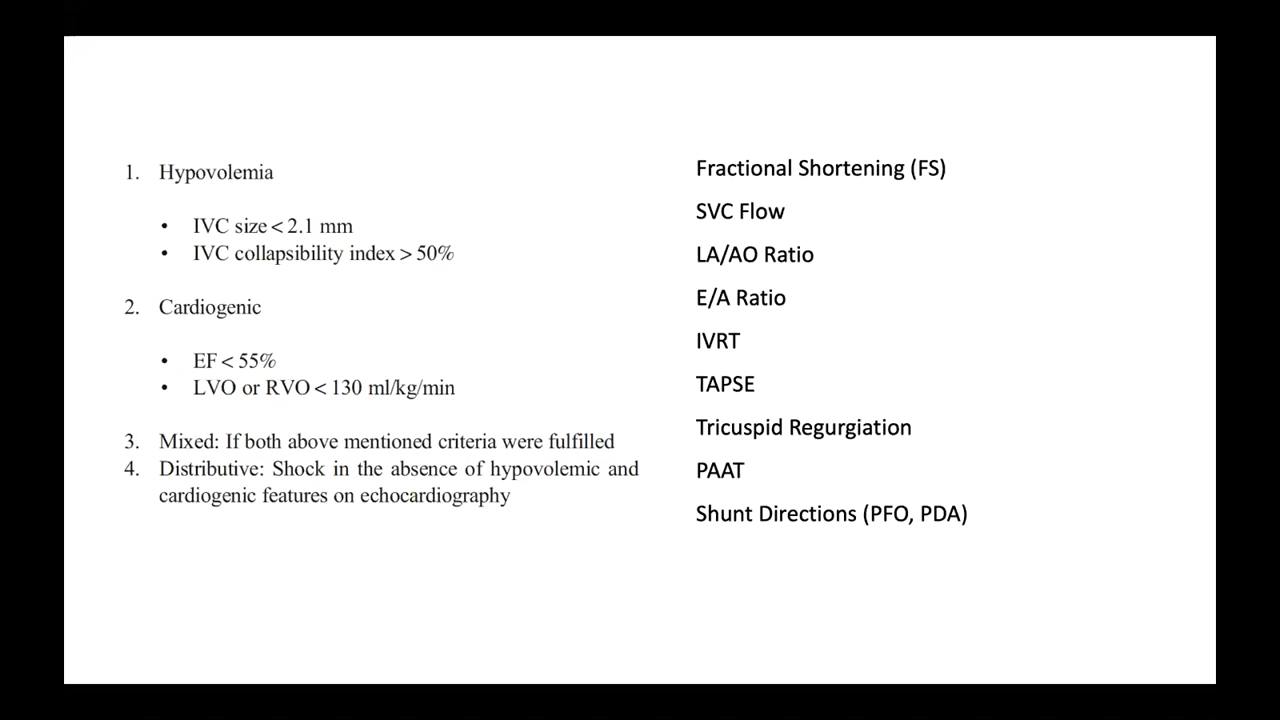 1. Hypovolemia
• IVC size < 2.1 mm
• IVC collapsibility index > 50%
2. Cardiogenic
• EF < 55%
• LVO or RVO < 130 ml/kg/min
3. Mixed: If both above mentioned criteria were fulfilled
4. Distributive: Shock in the absence of hypovolemic and
cardiogenic features on echocardiography
Fractional Shortening (FS)
SVC Flow
LA/AO Ratio
E/A Ratio
IVRT
TAPSE
Tricuspid Regurgiation
PAAT
Shunt Directions (PFO, PDA)